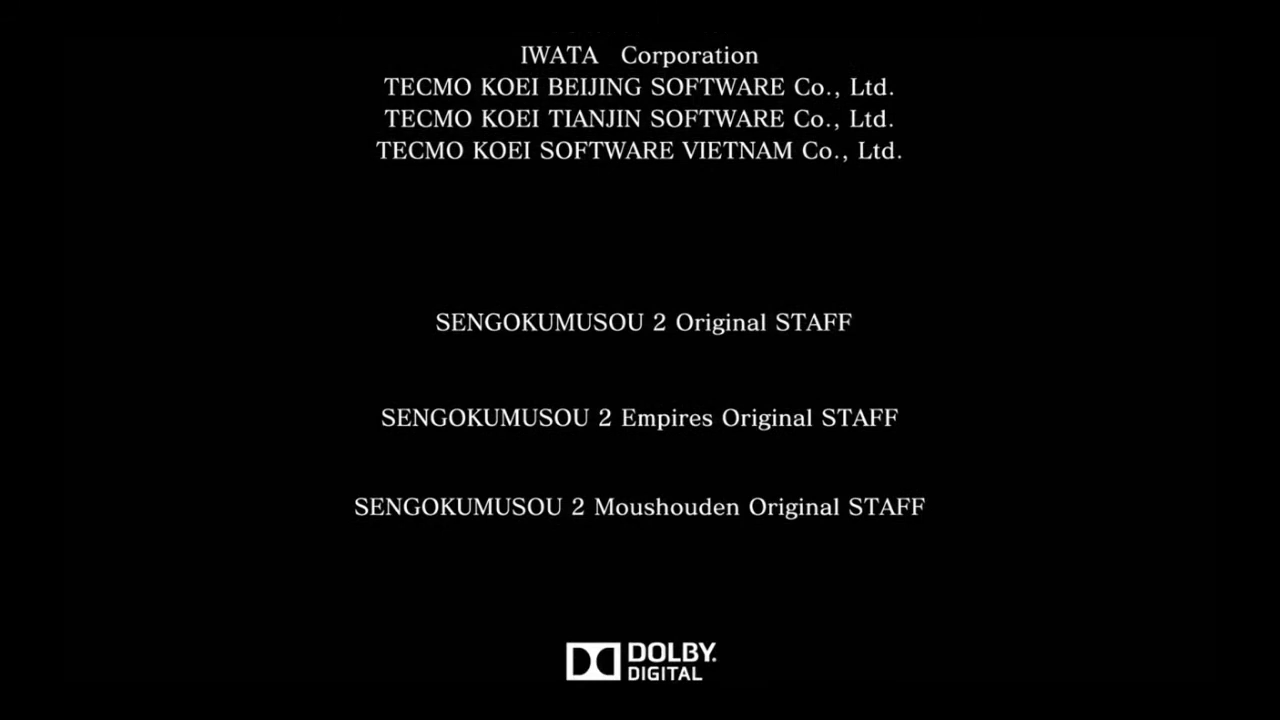 IWATA Corporation
TECMO KOEI BEIJING SOFTWARE Co., Ltd.
TECMO KOEI TIANJIN SOFTWARE Co., Ltd.
TECMO KOEI SOFTWARE VIETNAM Co., Ltd.
SENGOKUMUSOU 2 Original STAFF
SENGOKUMUSOU 2 Empires Original STAFF
SENGOKUMUSOU 2 Moushouden Original STAFF
DOLBY.
DIGITAL